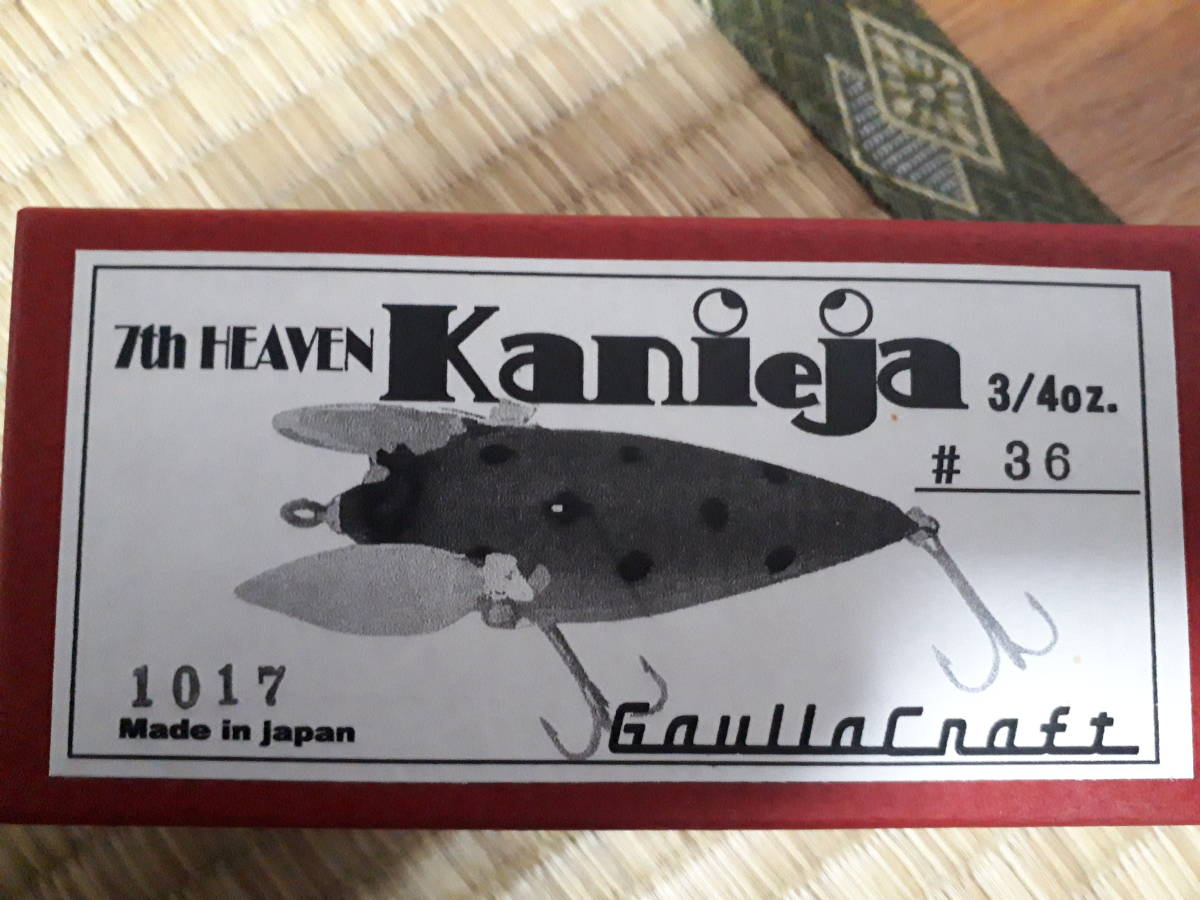 7th HEAVEN Kanieja 3/4oz.
# 36
1017
Made in Japan
GaullaCraft